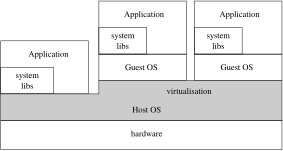 Application
Application
system
libs
system
libs
Application
Guest OS
Guest OS
system
libs
virtualisation
Host OS
hardware